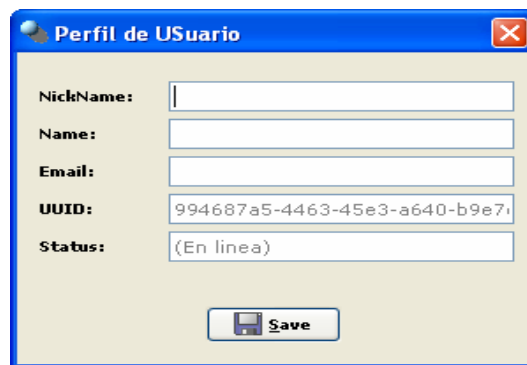 Perfil de USuario
NickName:
Name:
Email:
UUID: 994687a5-4463-45e3-a640-b9e7
Status: (En linea)
Save